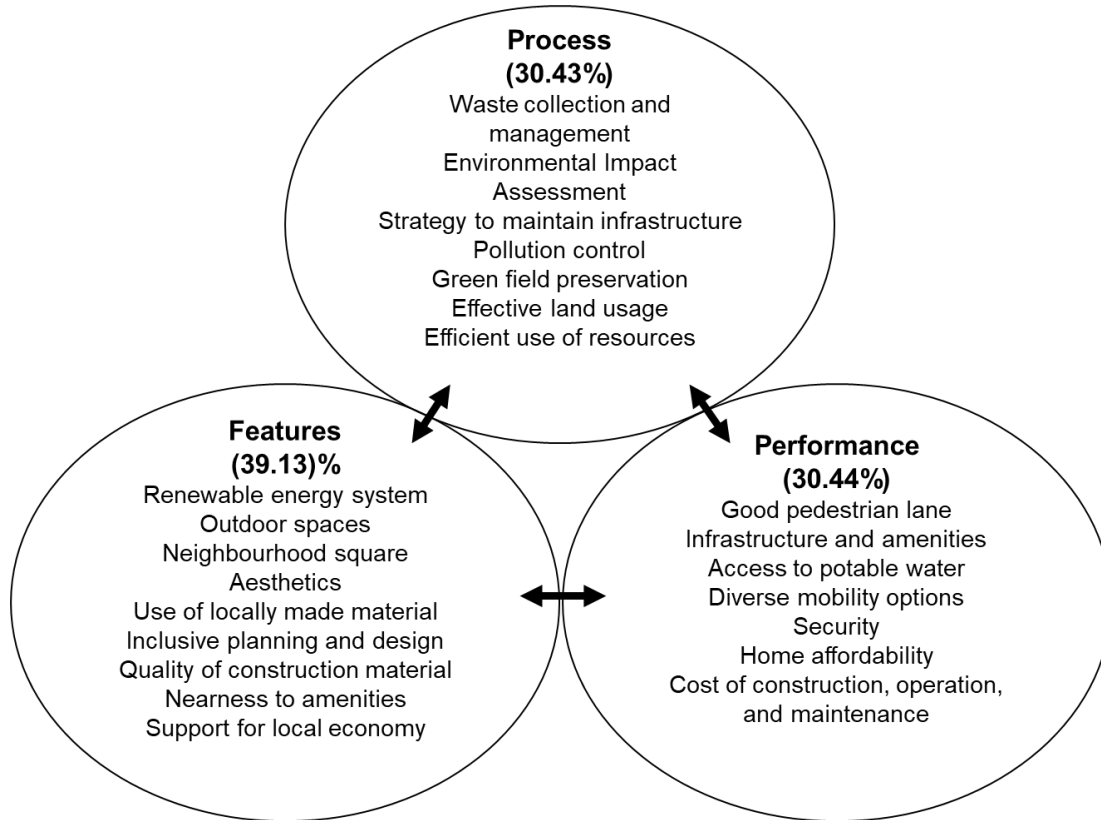 Process
(30.43%)
Waste collection and
management
Environmental Impact
Assessment
Strategy to maintain infrastructure
Pollution control
Green field preservation
Effective land usage
Efficient use of resources
Features
(39.13)%
Renewable energy system
Outdoor spaces
Neighbourhood square
Aesthetics
Use of locally made material
Inclusive planning and design
Quality of construction material
Nearness to amenities
Support for local economy
Performance
(30.44%)
Good pedestrian lane
Infrastructure and amenities
Access to potable water
Diverse mobility options
Security
Home affordability
Cost of construction, operation,
and maintenance